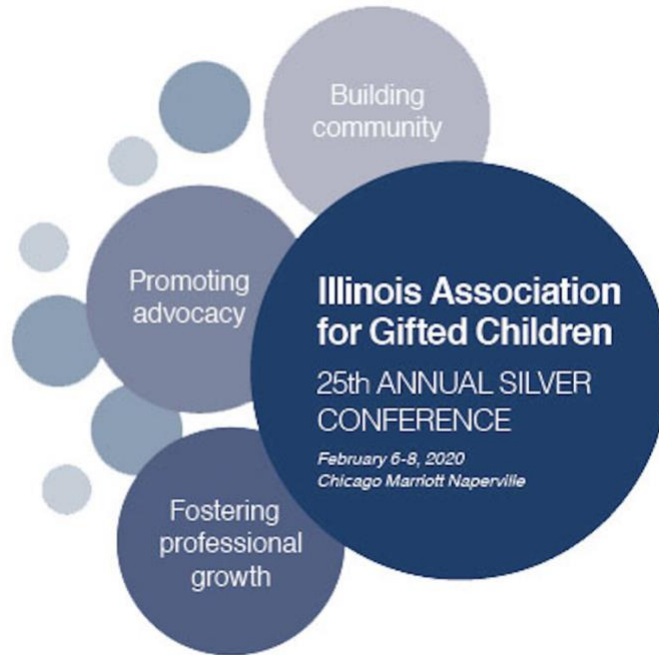 Building
community
Promoting
advocacy
Illinois Association
for Gifted Children
25th ANNUAL SILVER
CONFERENCE
February 6-8, 2020
Chicago Marriott Naperville
Fostering
professional
growth